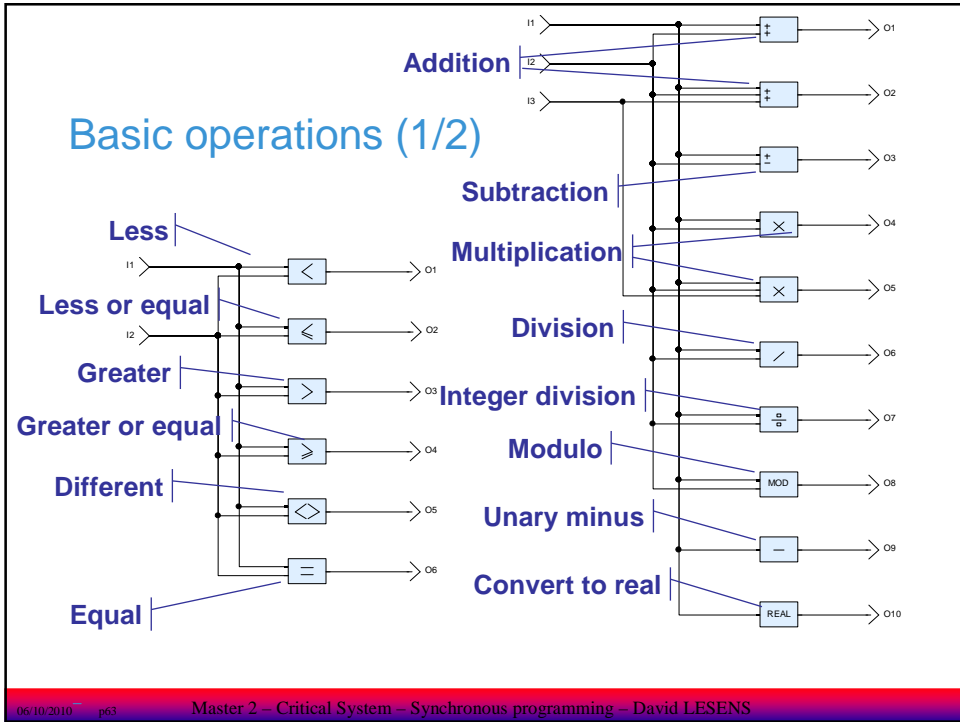 Basic operations (1/2)
Less
I1
<
O1
Less or equal
I2
⩽
O2
Greater
>
O3
Greater or equal
⩾
O4
Different
<>
O5
=
O6
Equal
I1
+
+
O1
Addition
I2
I3
+
+
O2
+
−
O3
Subtraction
×
O4
Multiplication
×
O5
Division
/
O6
Integer division
÷
O7
Modulo
MOD
O8
Unary minus
−
O9
Convert to real
REAL
O10
06/10/2010 p63 Master 2 – Critical System – Synchronous programming – David LESENS